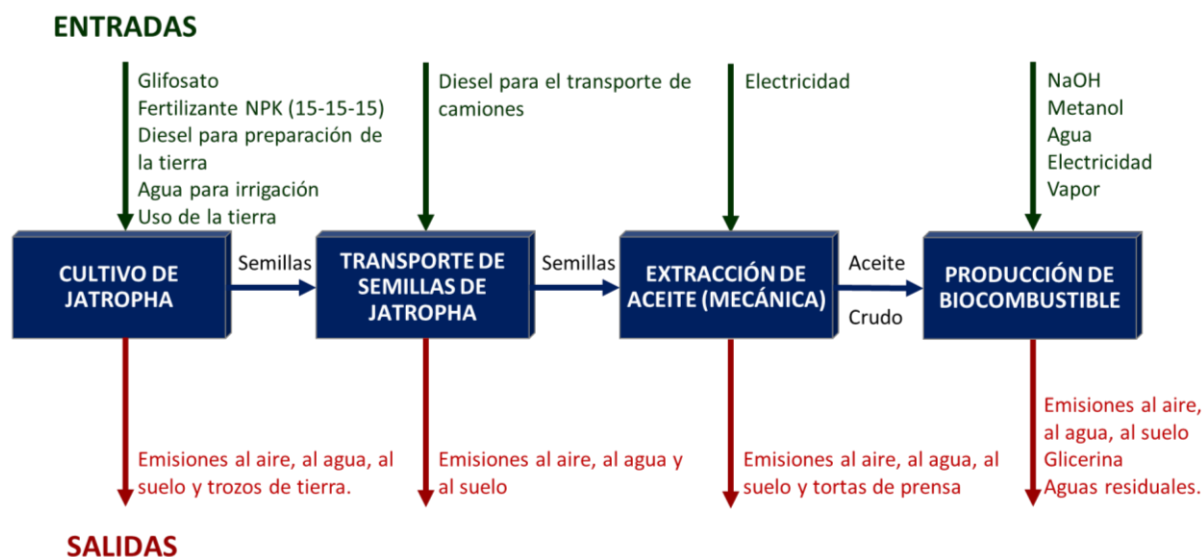 ENTRADAS
Glifosato
Fertilizante NPK (15-15-15)
Diesel para preparación de
la tierra
Agua para irrigación
Uso de la tierra
Diesel para el transporte de
camiones
Electricidad
NaOH
Metanol
Agua
Electricidad
Vapor
CULTIVO DE
JATROPHA
Semillas
TRANSPORTE DE
SEMILLAS DE
JATROPHA
Semillas
EXTRACCIÓN DE
ACEITE (MECÁNICA)
Aceite
Crudo
PRODUCCIÓN DE
BIOCOMBUSTIBLE
Emisiones al aire, al agua, al
suelo y trozos de tierra.
Emisiones al aire, al agua y
al suelo
Emisiones al aire, al agua, al
suelo y tortas de prensa
Emisiones al aire,
al agua, al suelo
Glicerina
Aguas residuales.
SALIDAS